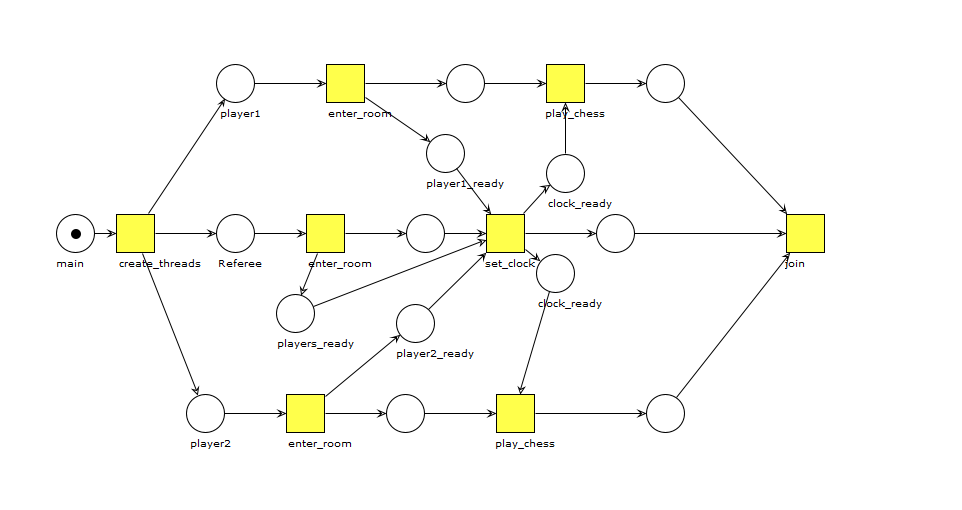 player1
enter_room
play_chess
player1_ready
clock_ready
main
create_threads
Referee
enter_room
set_clock
join
clock_ready
players_ready
player2_ready
player2
enter_room
play_chess